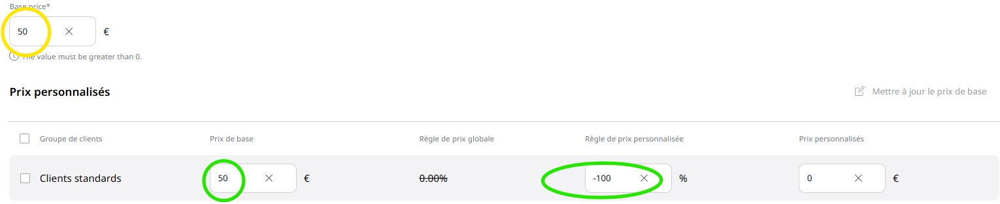 Base price*
50 €
The value must be greater than 0.
Prix personnalisés
Mettre à jour le prix de base
Groupe de clients Prix de base Règle de prix globale Règle de prix personnalisée Prix personnalisés
Clients standards 50 € 0.00% -100 % 0 €